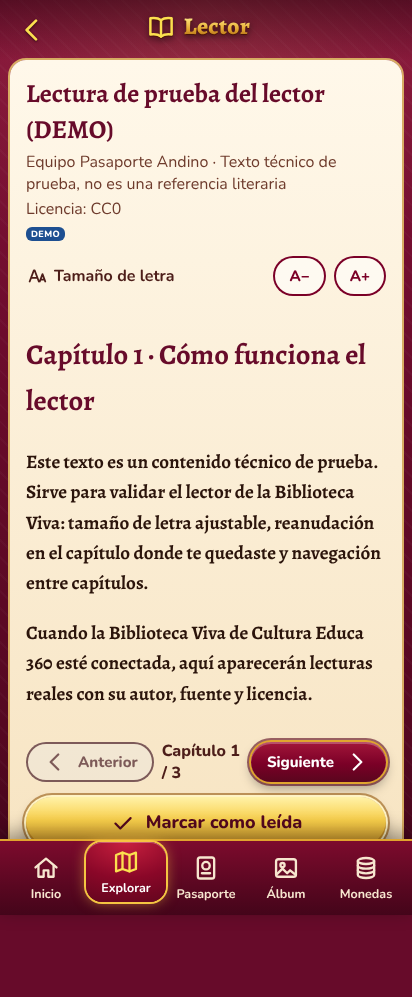 Lector
Lectura de prueba del lector
(DEMO)
Equipo Pasaporte Andino · Texto técnico de
prueba, no es una referencia literaria
Licencia: CC0
DEMO
AA Tamaño de letra
A−
A+
Capítulo 1 · Cómo funciona el
lector
Este texto es un contenido técnico de prueba.
Sirve para validar el lector de la Biblioteca
Viva: tamaño de letra ajustable, reanudación
en el capítulo donde te quedaste y navegación
entre capítulos.
Cuando la Biblioteca Viva de Cultura Educa
360 esté conectada, aquí aparecerán lecturas
reales con su autor, fuente y licencia.
Anterior
Capítulo 1
/ 3
Siguiente
Marcar como leída
Inicio
Explorar
Pasaporte
Álbum
Monedas